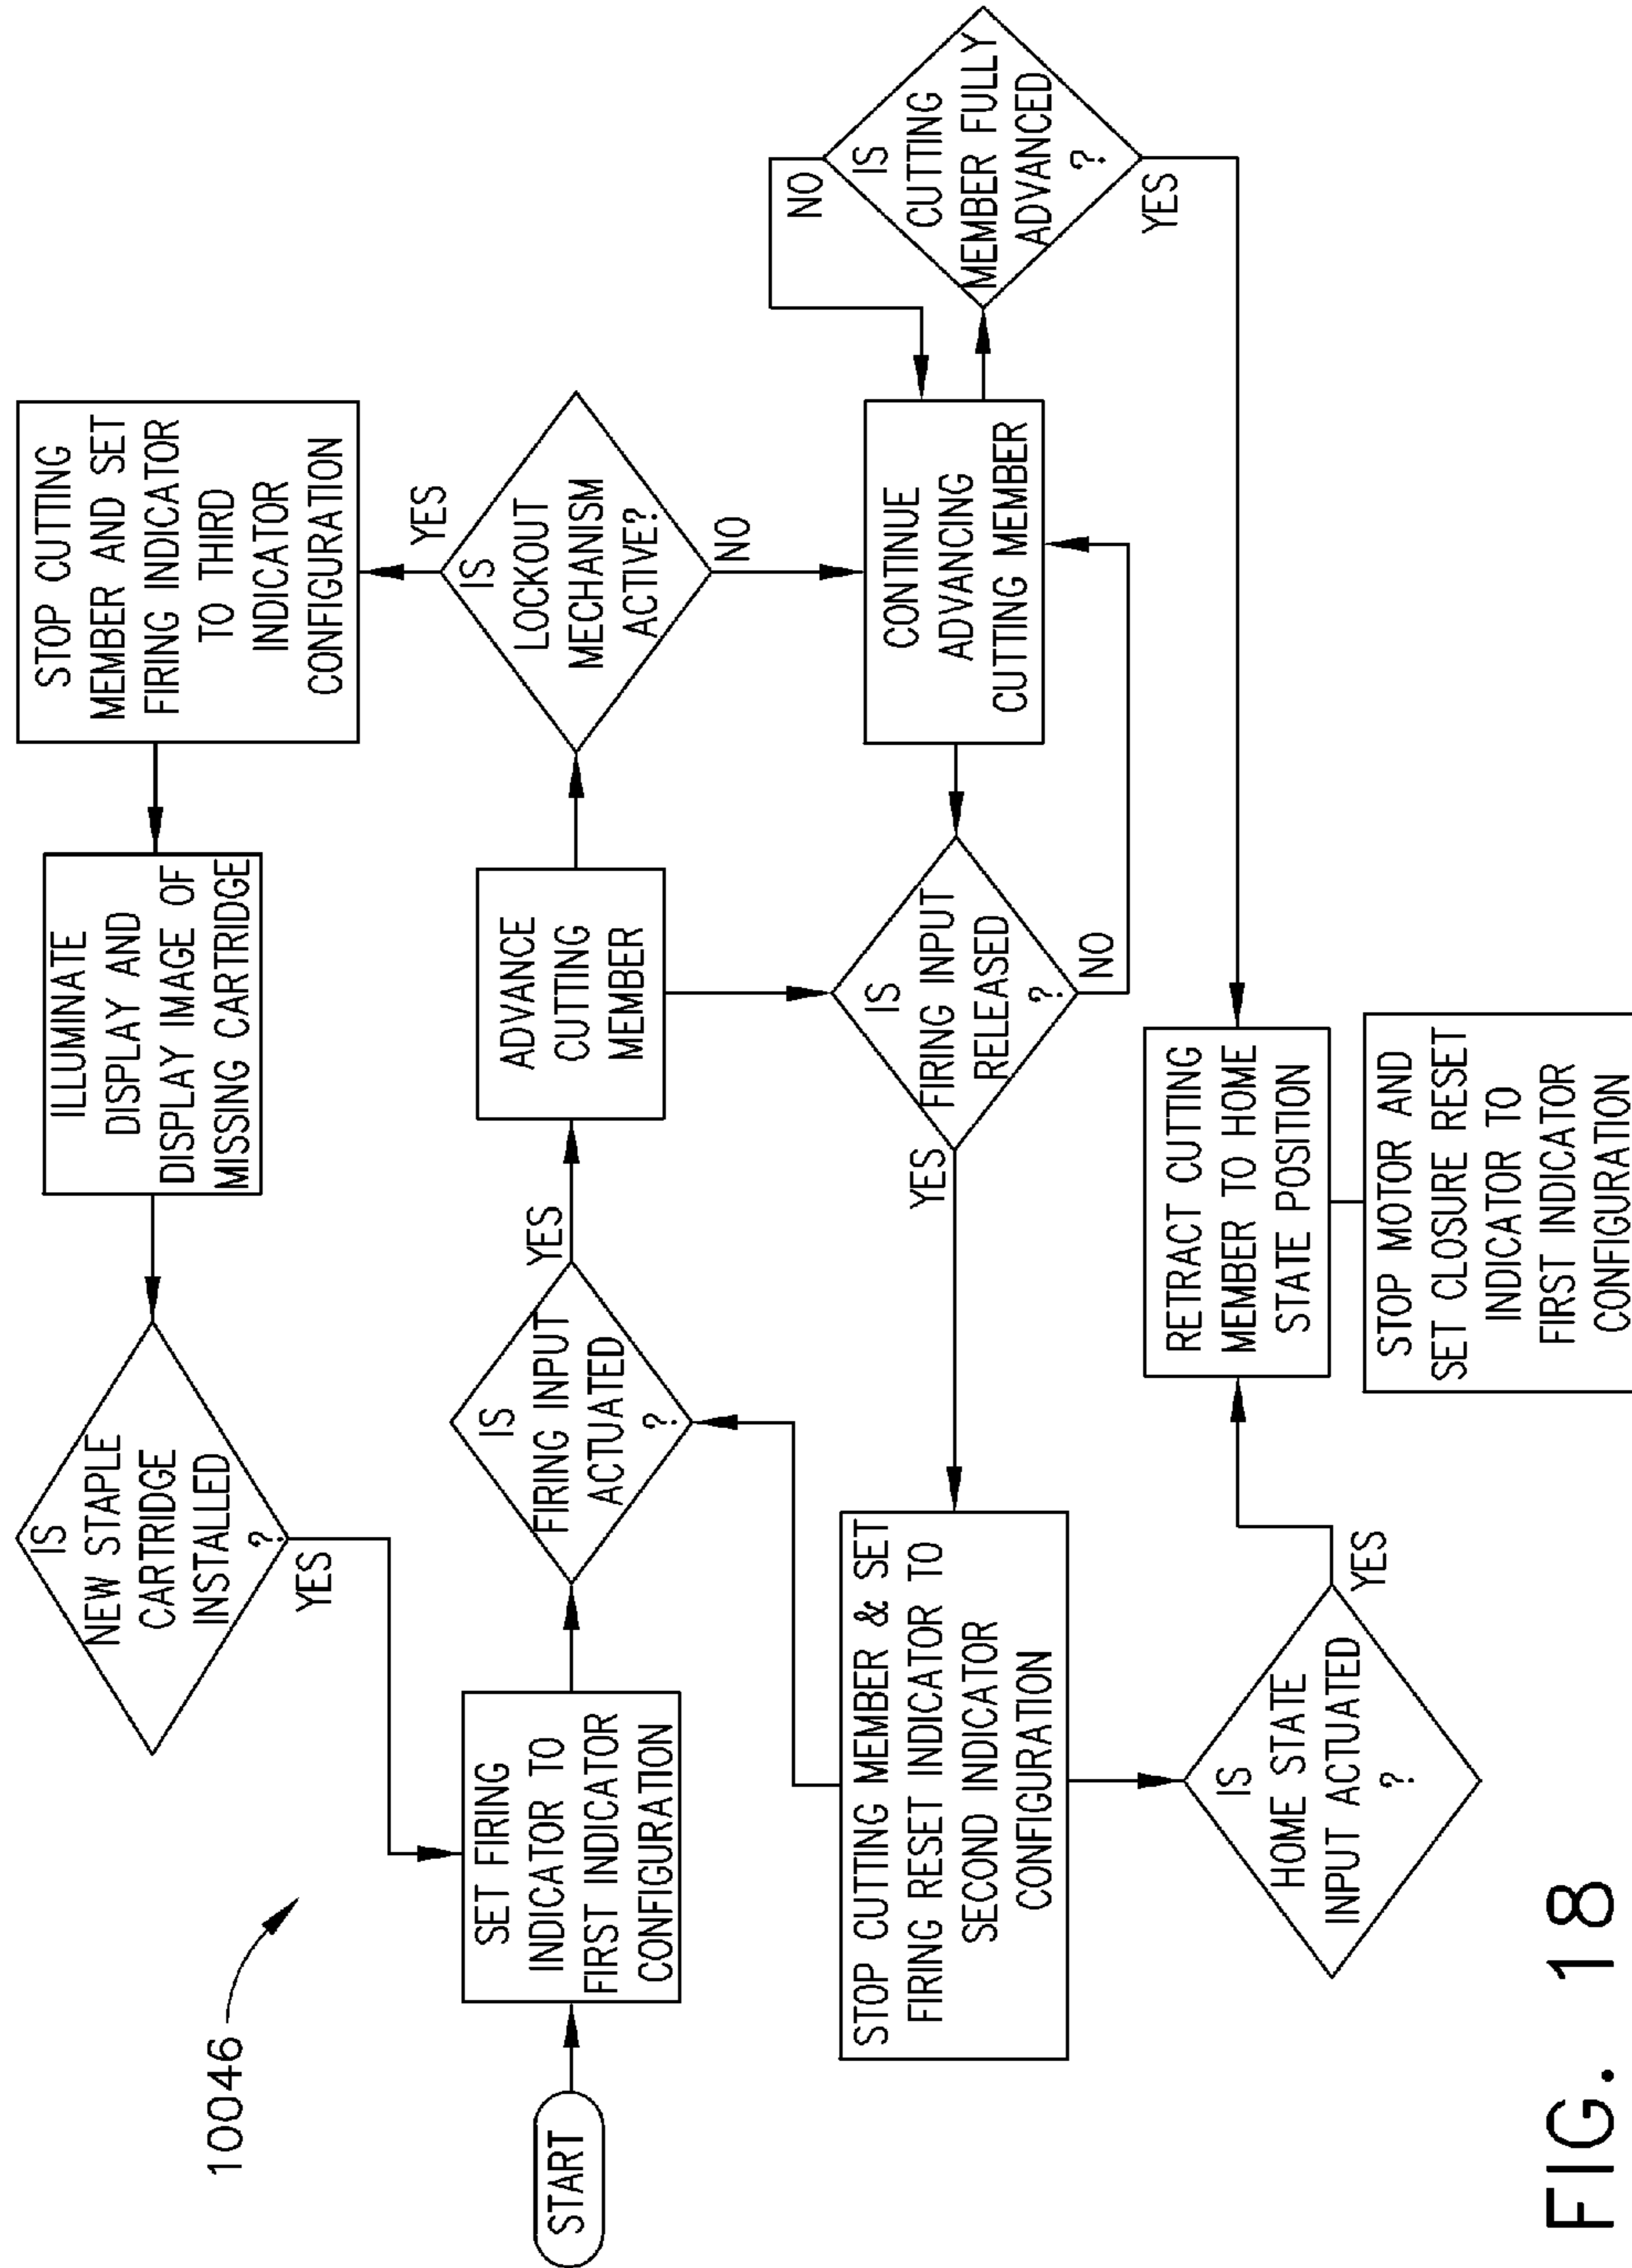 10046
START
SET FIRING
INDICATOR TO
FIRST INDICATOR
CONFIGURATION
IS
FIRING INPUT
ACTUATED
?
YES
ADVANCE
CUTTING
MEMBER
IS
LOCKOUT
MECHANISM
ACTIVE?
YES
NO
STOP CUTTING
MEMBER AND SET
FIRING INDICATOR
TO THIRD
INDICATOR
CONFIGURATION
ILLUMINATE
DISPLAY AND
DISPLAY IMAGE OF
MISSING CARTRIDGE
IS
NEW STAPLE
CARTRIDGE
INSTALLED
?
YES
CONTINUE
ADVANCING
CUTTING MEMBER
IS
CUTTING
MEMBER FULLY
ADVANCED
?
NO
YES
IS
FIRING INPUT
RELEASED
?
YES
NO
STOP CUTTING MEMBER & SET
FIRING RESET INDICATOR TO
SECOND INDICATOR
CONFIGURATION
IS
HOME STATE
INPUT ACTUATED
?
YES
RETRACT CUTTING
MEMBER TO HOME
STATE POSITION
STOP MOTOR AND
SET CLOSURE RESET
INDICATOR TO
FIRST INDICATOR
CONFIGURATION
FIG. 18